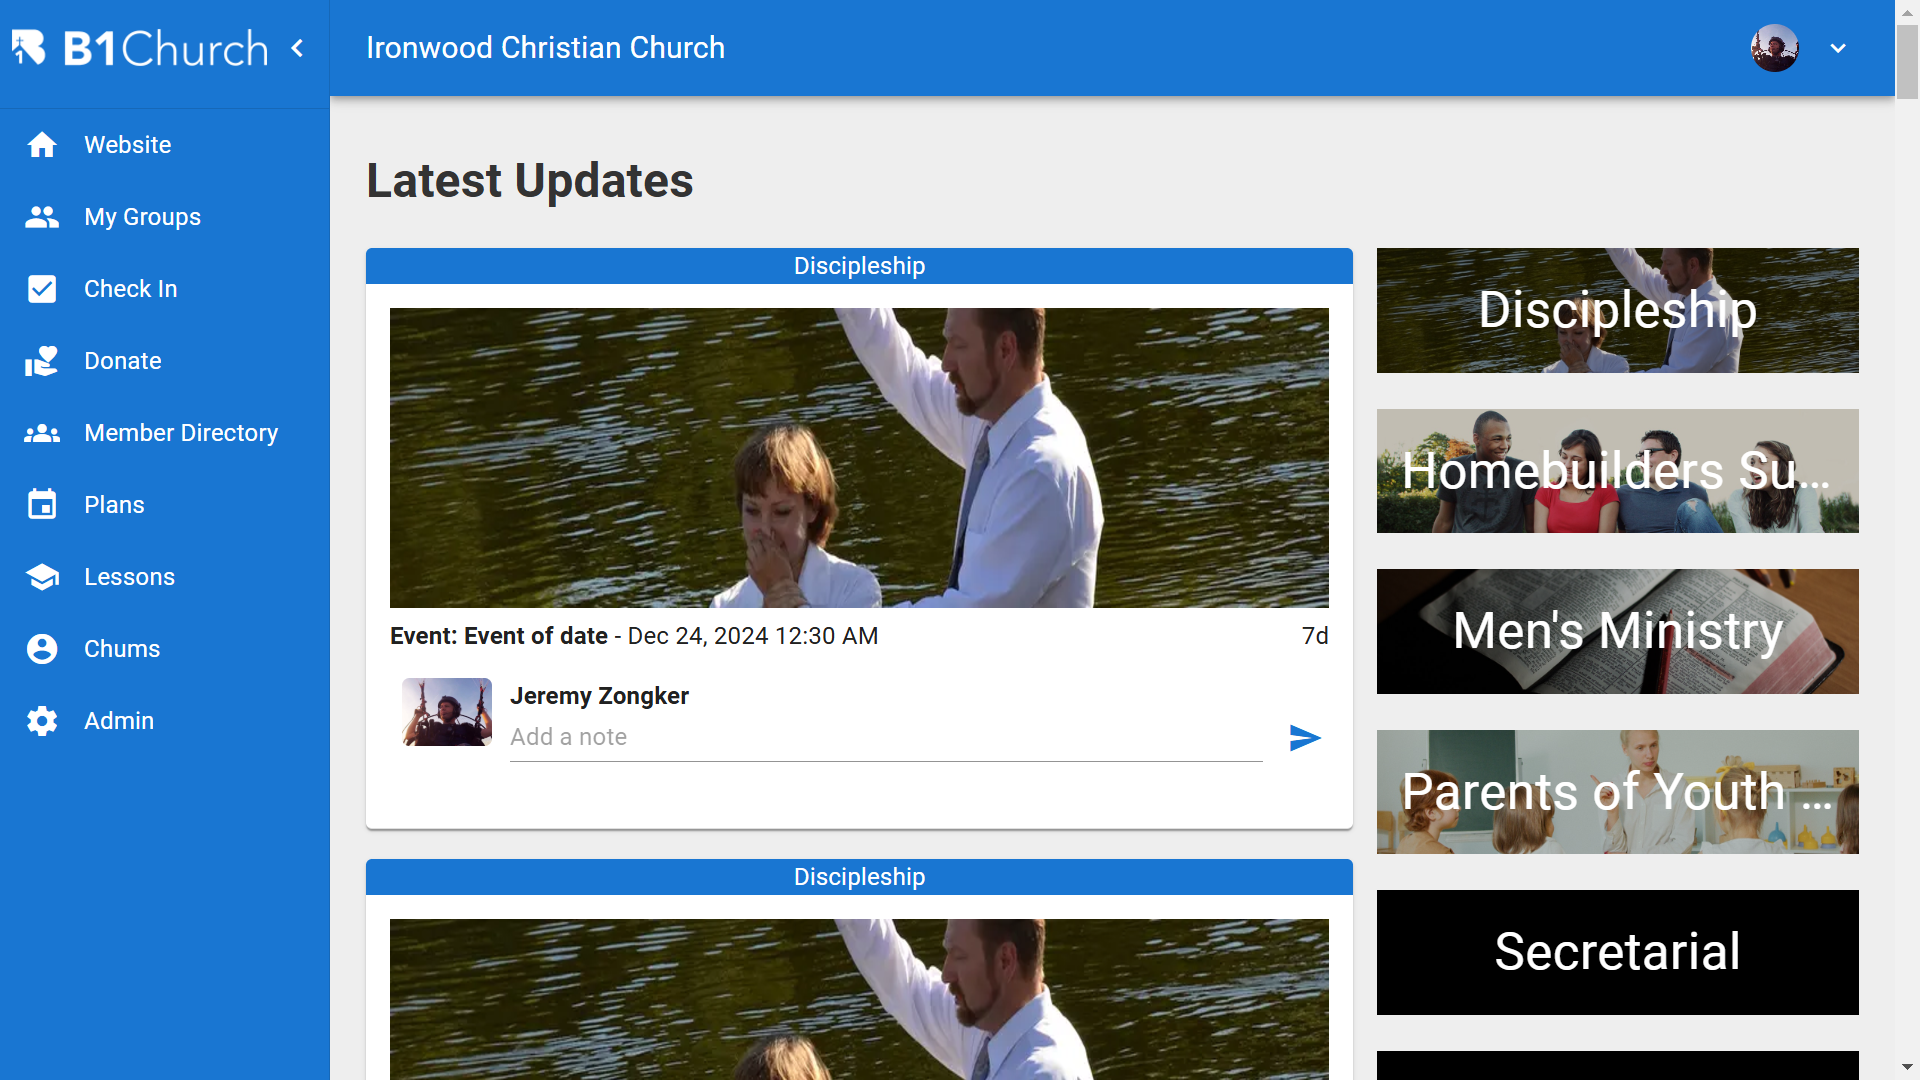 B1Church
Ironwood Christian Church
Website
My Groups
Check In
Donate
Member Directory
Plans
Lessons
Chums
Admin
Latest Updates
Discipleship
Event: Event of date - Dec 24, 2024 12:30 AM
7d
Jeremy Zongker
Add a note
Discipleship
Discipleship
Homebuilders Su...
Men's Ministry
Parents of Youth ...
Secretarial